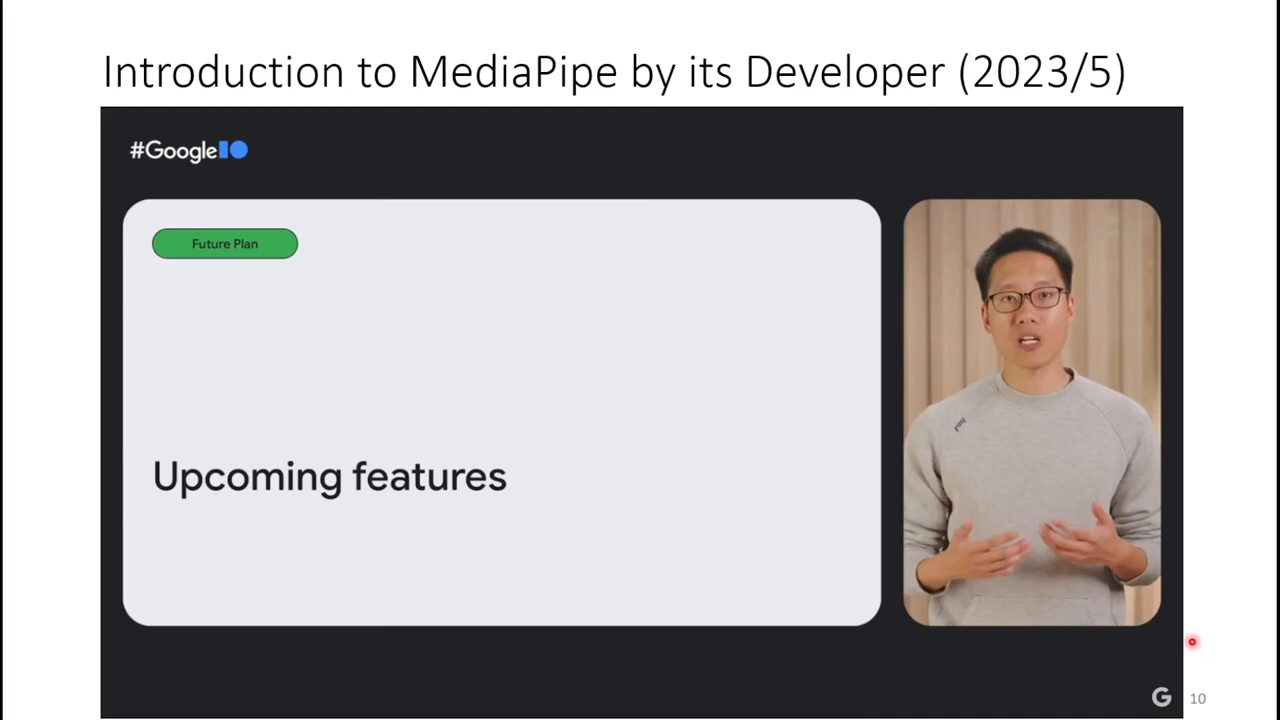 Introduction to MediaPipe by its Developer (2023/5)
#GoogleIO
Future Plan
Upcoming features
G
10